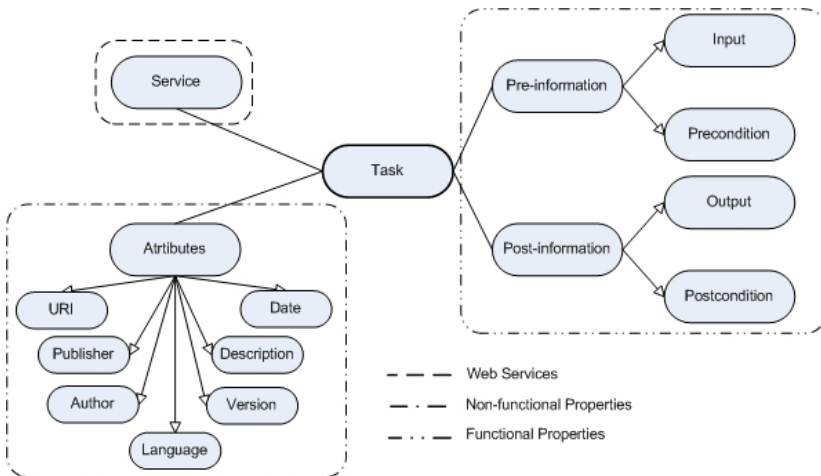 Service
Task
Pre-information
Input
Precondition
Post-information
Output
Postcondition
Atrtibutes
URI
Date
Publisher
Description
Author
Version
Language
Web Services
Non-functional Properties
Functional Properties